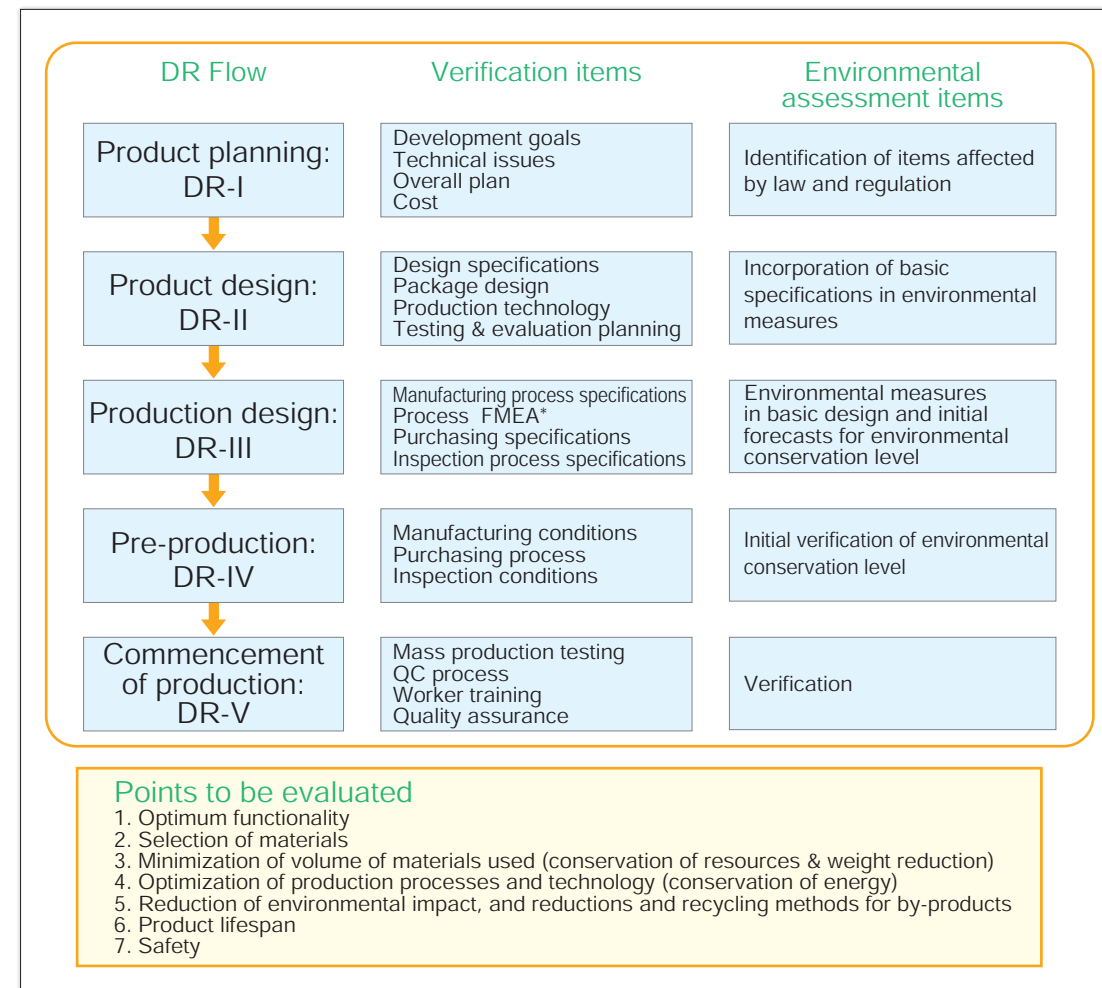 DR Flow
Verification items
Environmental
assessment items
Product planning:
DR-I
Development goals
Technical issues
Overall plan
Cost
Identification of items affected
by law and regulation
Product design:
DR-II
Design specifications
Package design
Production technology
Testing & evaluation planning
Incorporation of basic
specifications in environmental
measures
Production design:
DR-III
Manufacturing process specifications
Process FMEA*
Purchasing specifications
Inspection process specifications
Environmental measures
in basic design and initial
forecasts for environmental
conservation level
Pre-production:
DR-IV
Manufacturing conditions
Purchasing process
Inspection conditions
Initial verification of environmental
conservation level
Commencement
of production:
DR-V
Mass production testing
QC process
Worker training
Quality assurance
Verification
Points to be evaluated
1. Optimum functionality
2. Selection of materials
3. Minimization of volume of materials used (conservation of resources & weight reduction)
4. Optimization of production processes and technology (conservation of energy)
5. Reduction of environmental impact, and reductions and recycling methods for by-products
6. Product lifespan
7. Safety